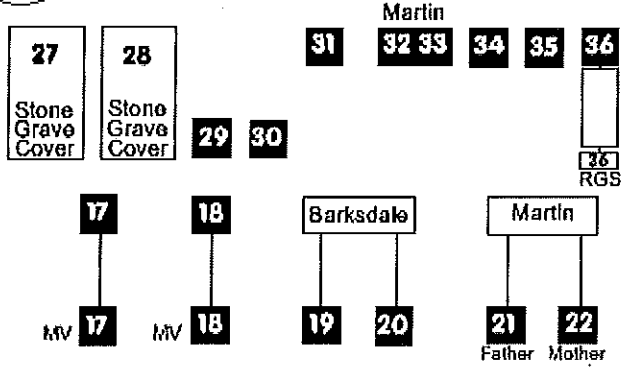 Martin
27 28 31 32 33 34 35 36
Stone Grave Cover
Stone Grave Cover
29 30
36
RGS
17 18 Barksdale Martin
MV 17 MV 18 19 20 21 22
Father Mother